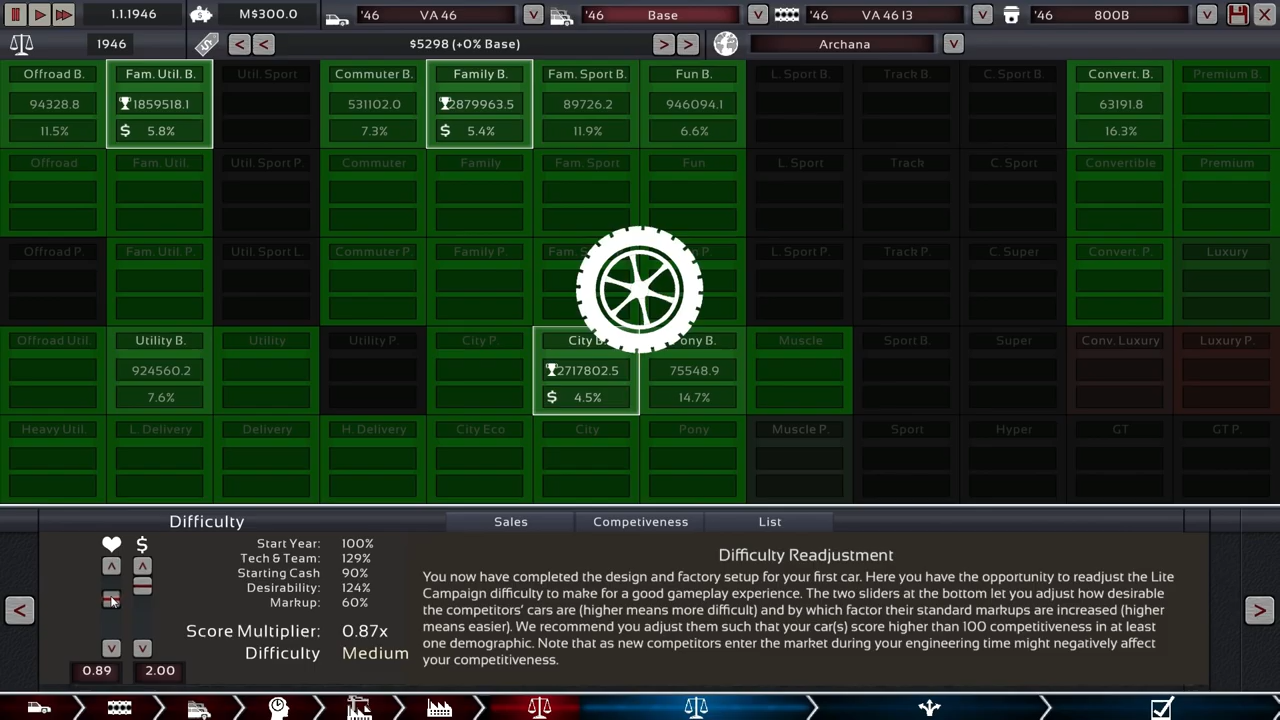 1.1.1946 M$300.0 '46 VA 46 '46 Base '46 VA 46 I3 '46 800B
1946 $5298 (+0% Base) Archana
Offroad B. Fam. Util. B. Util. Sport Commuter B. Family B. Fam. Sport B. Fun B. L. Sport B. Track B. C. Sport B. Convert. B. Premium B.
94328.8 1859518.1 531102.0 2879963.5 89726.2 946094.1 63191.8
11.5% $ 5.8% 7.3% $ 5.4% 11.9% 6.6% 16.3%
Offroad Fam. Util. Util. Sport P. Commuter Family Fam. Sport Fun L. Sport Track C. Sport Convertible Premium
Offroad P. Fam. Util. P. Util. Sport L. Commuter P. Family P. Fam. P. L. Sport P. Track P. C. Super Convert. P. Luxury
Offroad Util. Utility B. Utility Utility P. City P. City Pony B. Muscle Sport B. Super Conv. Luxury Luxury P.
924560.2 2717802.5 75548.9
7.6% $ 4.5% 14.7%
Heavy Util. L. Delivery Delivery H. Delivery City Eco City Pony Muscle P. Sport Hyper GT GT P.
Difficulty Sales Competiveness List
$
Start Year: 100%
Tech & Team: 129%
Starting Cash 90%
Desirability: 124%
Markup: 60%
Score Multiplier: 0.87x
Difficulty Medium
0.89 2.00
Difficulty Readjustment
You now have completed the design and factory setup for your first car. Here you have the opportunity to readjust the Lite
Campaign difficulty to make for a good gameplay experience. The two sliders at the bottom let you adjust how desirable
the competitors' cars are (higher means more difficult) and by which factor their standard markups are increased (higher
means easier). We recommend you adjust them such that your car(s) score higher than 100 competitiveness in at least
one demographic. Note that as new competitors enter the market during your engineering time might negatively affect
your competitiveness.